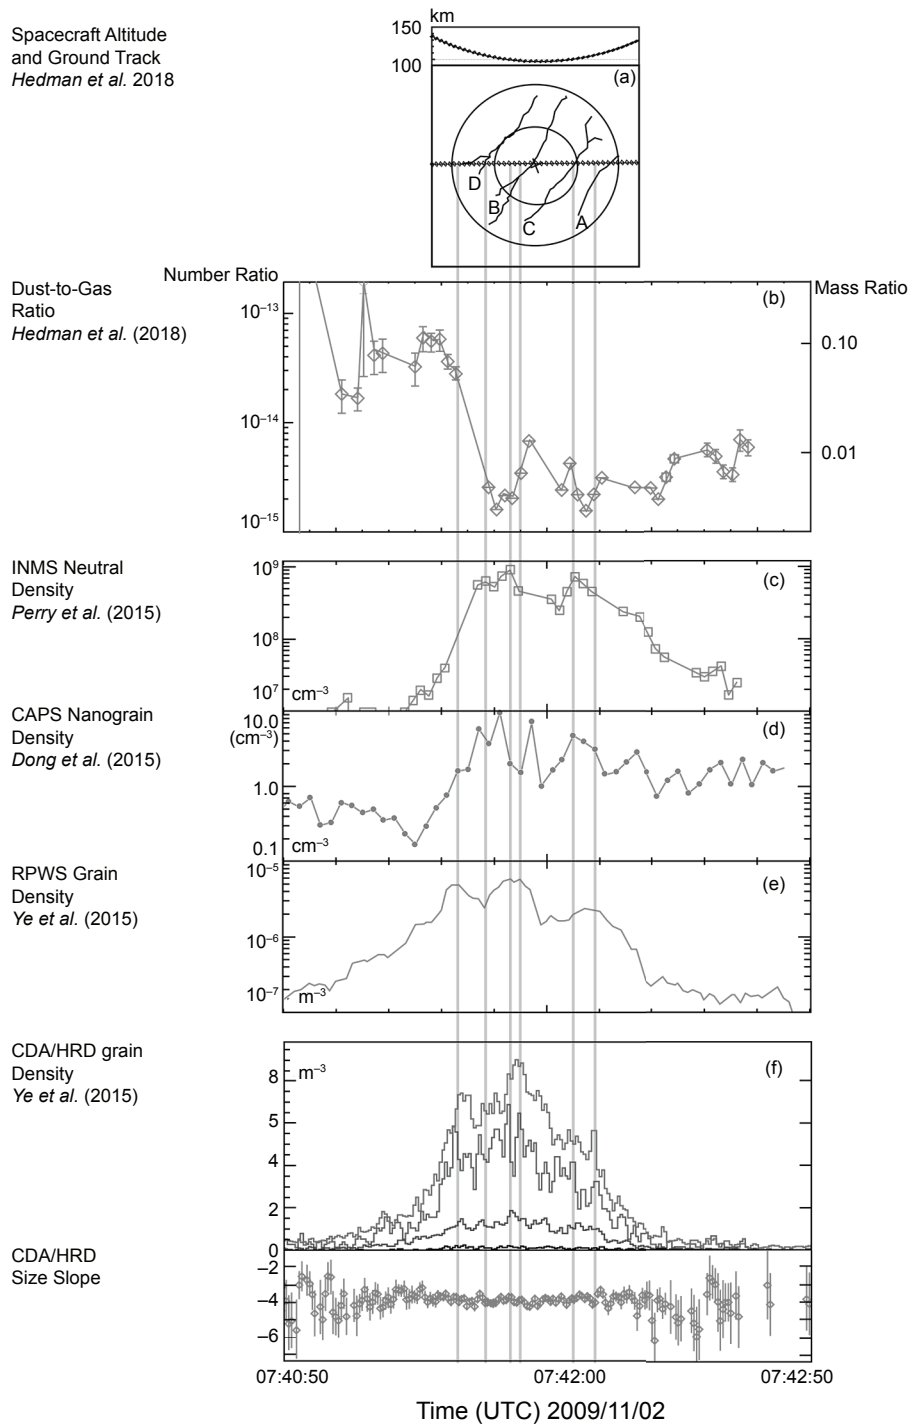 Spacecraft Altitude
and Ground Track
Hedman et al. 2018
km
150
100
(a)
D
B
C
A
Dust-to-Gas
Ratio
Hedman et al. (2018)
Number Ratio
Mass Ratio
(b)
10–13
10–14
10–15
0.10
0.01
INMS Neutral
Density
Perry et al. (2015)
109
108
107
cm–3
(c)
CAPS Nanograin
Density
Dong et al. (2015)
10.0
(cm–3)
1.0
0.1
cm–3
(d)
RPWS Grain
Density
Ye et al. (2015)
10–5
10–6
10–7
m–3
(e)
CDA/HRD grain
Density
Ye et al. (2015)
8
5
4
2
0
m–3
(f)
CDA/HRD
Size Slope
–2
–4
–6
07:40:50
07:42:00
07:42:50
Time (UTC) 2009/11/02